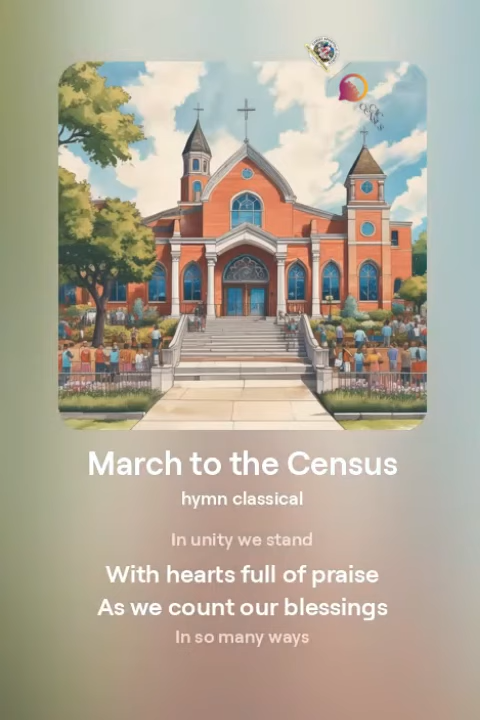 March to the Census
hymn classical
In unity we stand
With hearts full of praise
As we count our blessings
In so many ways